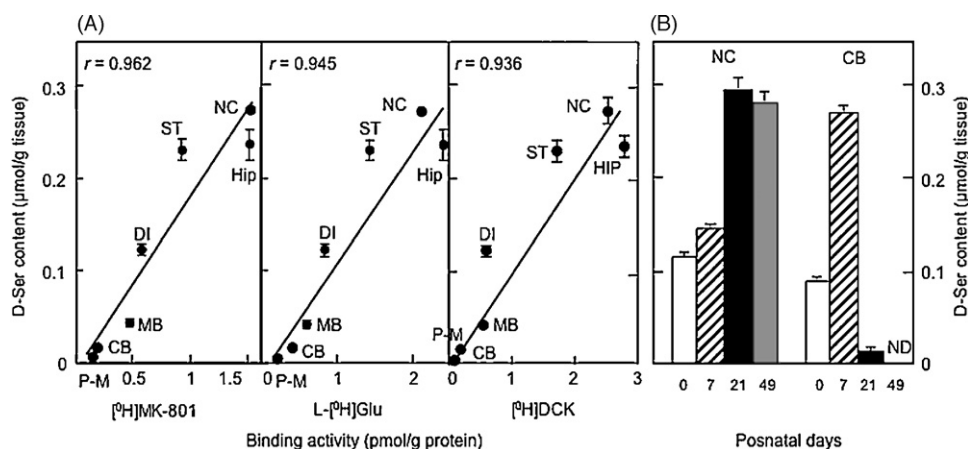 (A)
(B)
D-Ser content (μmol/g tissue)
0.3
0.2
0.1
0
r = 0.962
NC
ST
Hip
DI
MB
CB
P-M
0.5
1
1.5
[⁰H]MK-801
r = 0.945
NC
ST
Hip
DI
MB
CB
P-M
0
1
2
L-[⁰H]Glu
r = 0.936
NC
ST
HIP
DI
P-M
MB
CB
0
1
2
3
[⁰H]DCK
Binding activity (pmol/g protein)
NC
CB
ND
0 7 21 49
0 7 21 49
Posnatal days
0.3
0.2
0.1
0
D-Ser content (μmol/g tissue)